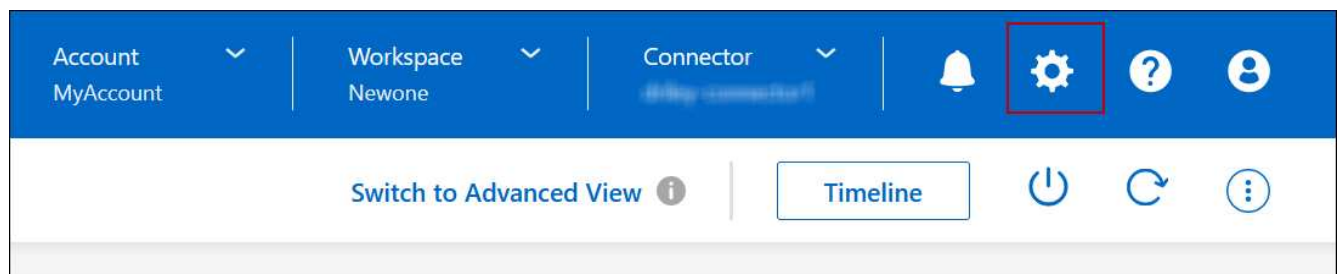 Account
MyAccount
Workspace
Newone
Connector
Switch to Advanced View
Timeline